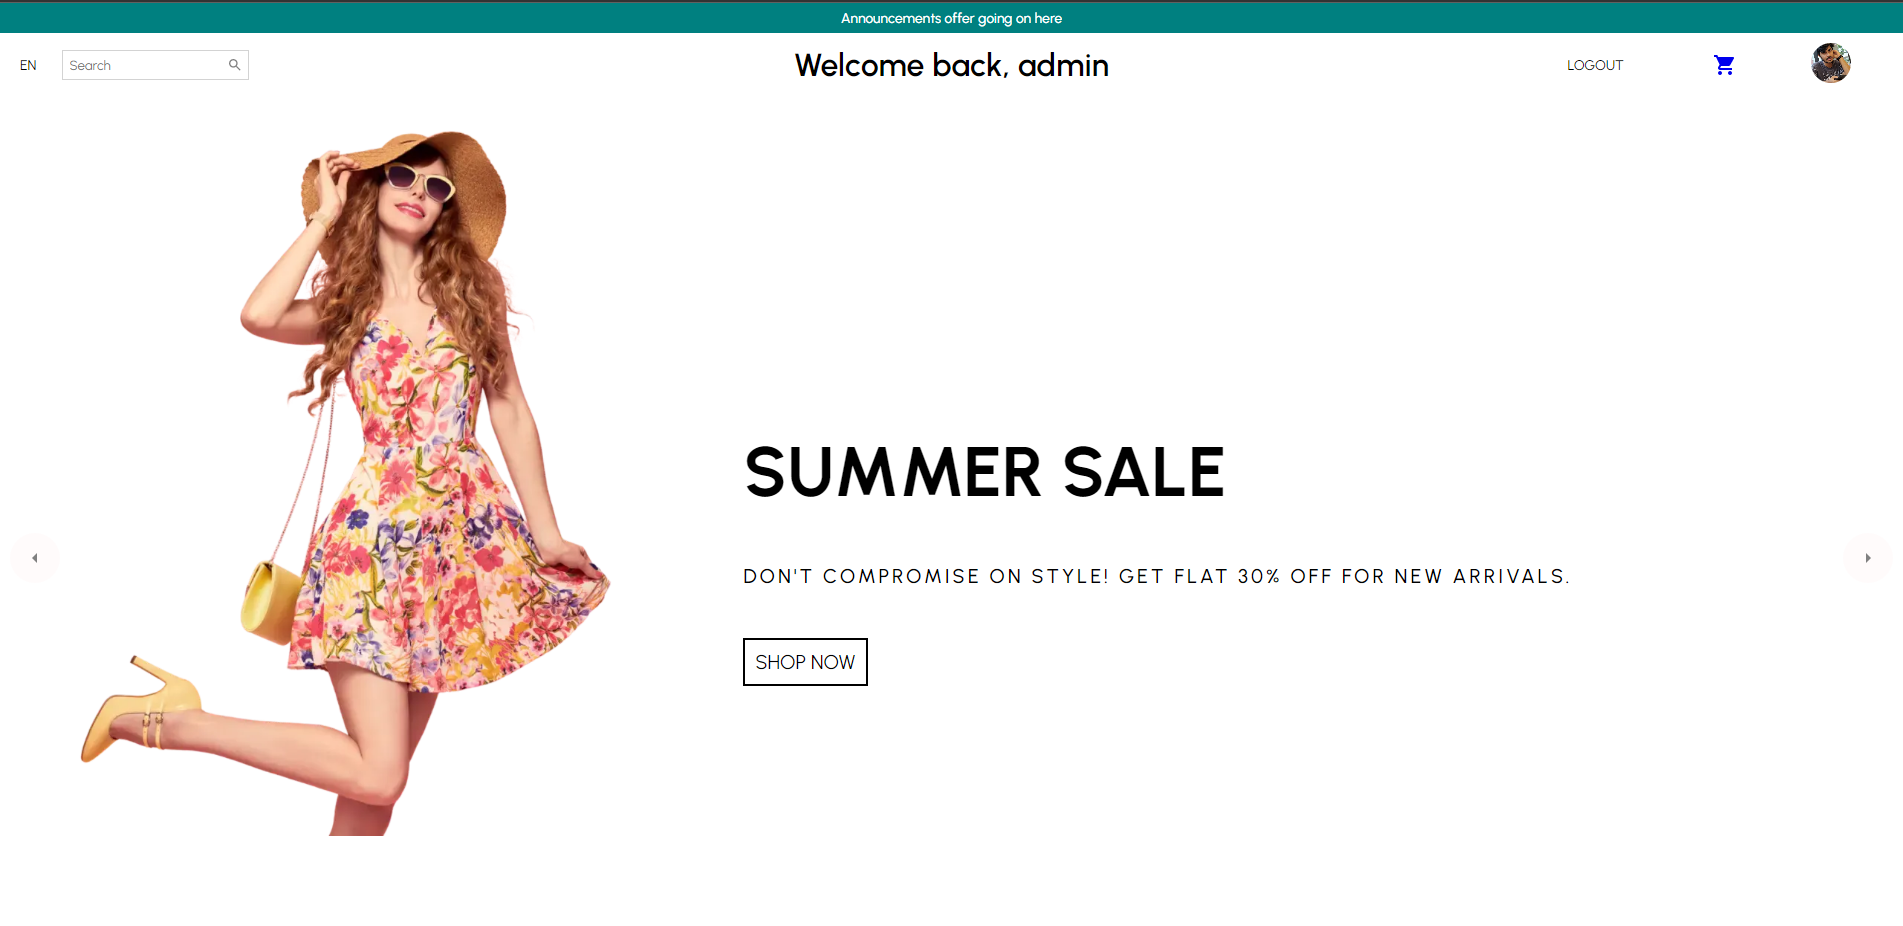 Announcements offer going on here
EN
Search
Welcome back, admin
LOGOUT
SUMMER SALE
DON'T COMPROMISE ON STYLE! GET FLAT 30% OFF FOR NEW ARRIVALS.
SHOP NOW